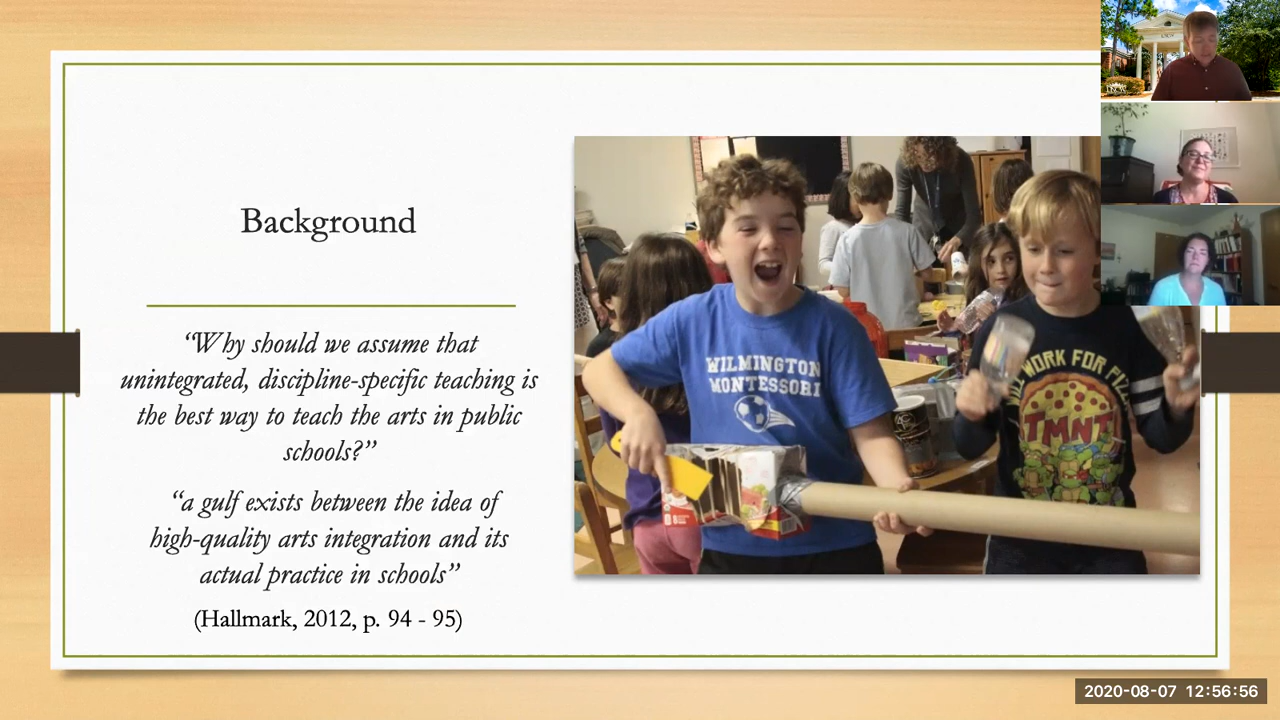 Background
“Why should we assume that
unintegrated, discipline-specific teaching is
the best way to teach the arts in public
schools?”
“a gulf exists between the idea of
high-quality arts integration and its
actual practice in schools”
(Hallmark, 2012, p. 94 - 95)
WILMINGTON
MONTESSORI
WORK FOR
TMNT
2020-08-07 12:56:56